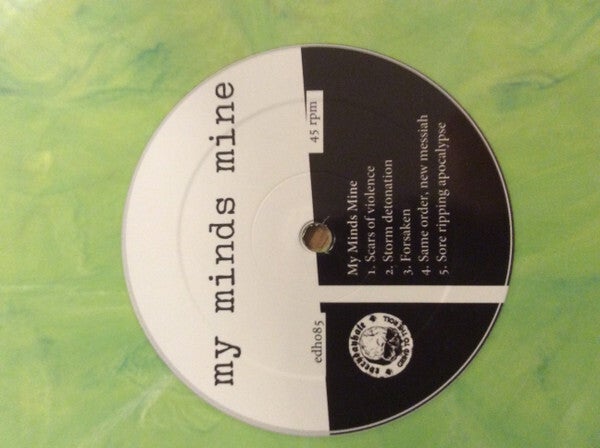 my minds mine
45 rpm
My Minds Mine
1. Scars of violence
2. Storm detonation
3. Forsaken
4. Same order, new messiah
5. Sore ripping apocalypse
edh085